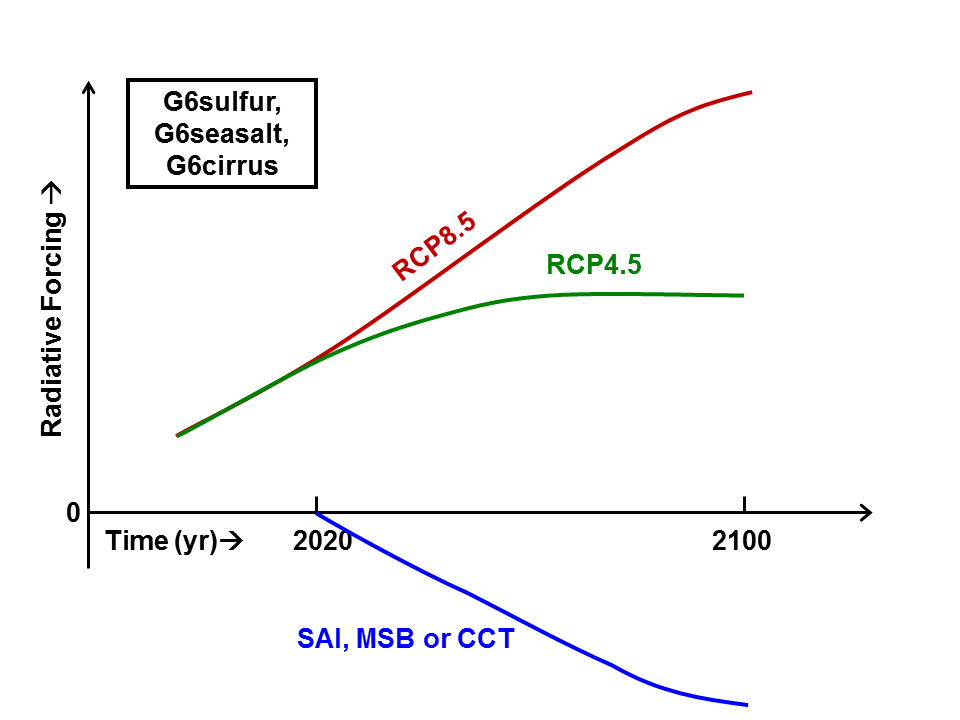 G6sulfur,
G6seasalt,
G6cirrus
Radiative Forcing →
RCP8.5
RCP4.5
0
Time (yr)→
2020
2100
SAI, MSB or CCT